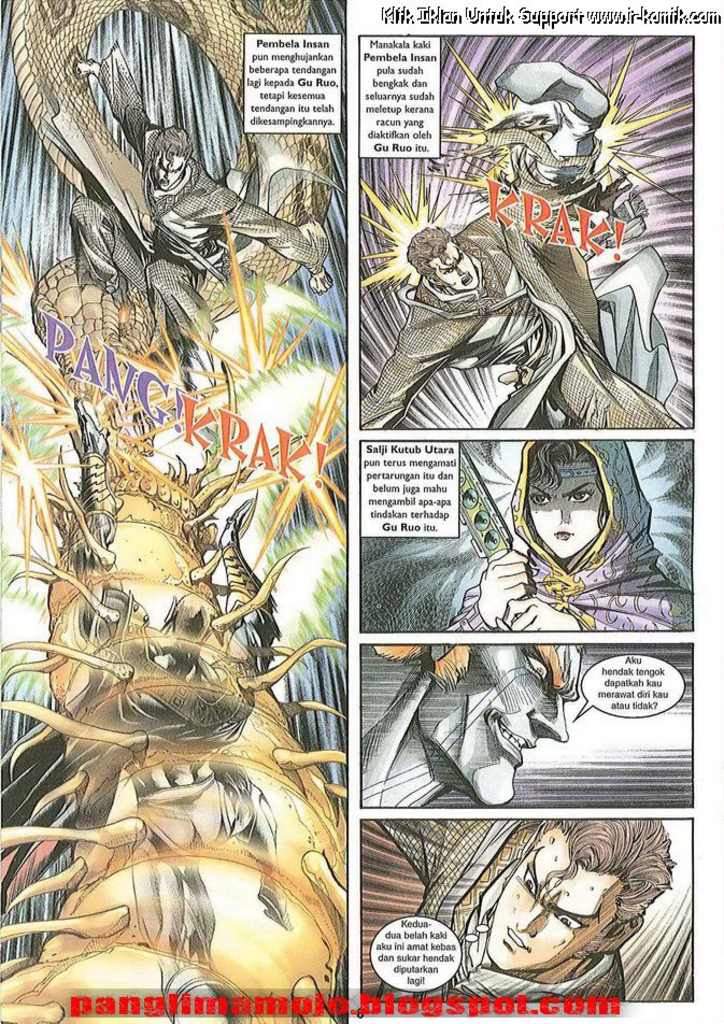 Klik Iklan Untuk Support www.ir-komik.com
Pembela Insan
pun menghujankan
beberapa tendangan
lagi kepada Gu Ruo,
tetapi kesemua
tendangan itu telah
dikesampingkannya.
PANG!
KRAK!
Manakala kaki
Pembela Insan
pula sudah
bengkak dan
seluarnya sudah
meletup kerana
racun yang
diaktifkan oleh
Gu Ruo itu.
KRAK!
Salji Kutub Utara
pun terus mengamati
pertarungan itu dan
belum juga mahu
mengambil apa-apa
tindakan terhadap
Gu Ruo itu.
Aku
hendak tengok
dapatkah kau
merawat diri kau
atau tidak?
Kedua-
dua belah kaki
aku ini amat kebas
dan sukar hendak
diputarkan
lagi!
panglimamolo.blogspot.com